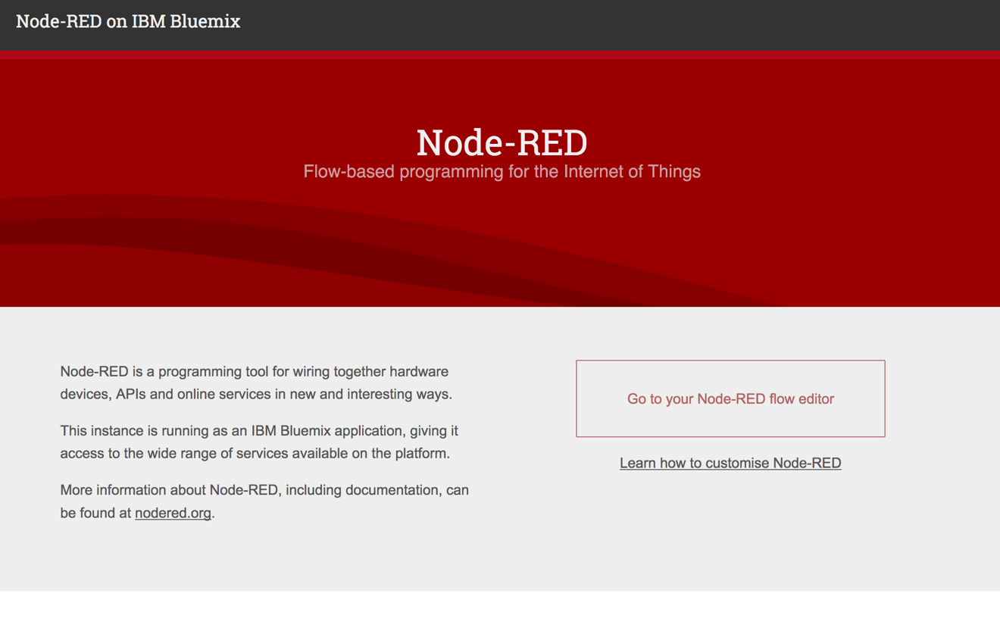 Node-RED on IBM Bluemix
Node-RED
Flow-based programming for the Internet of Things
Node-RED is a programming tool for wiring together hardware
devices, APIs and online services in new and interesting ways.
This instance is running as an IBM Bluemix application, giving it
access to the wide range of services available on the platform.
More information about Node-RED, including documentation, can
be found at nodered.org.
Go to your Node-RED flow editor
Learn how to customise Node-RED